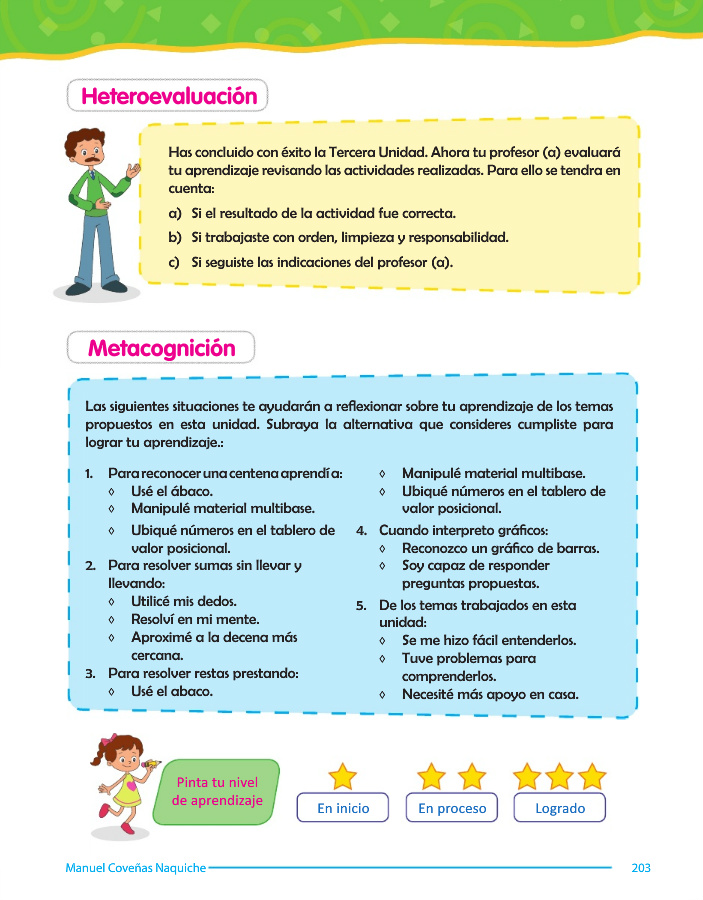 Heteroevaluación
Has concluido con éxito la Tercera Unidad. Ahora tu profesor (a) evaluará
tu aprendizaje revisando las actividades realizadas. Para ello se tendra en
cuenta:
a) Si el resultado de la actividad fue correcta.
b) Si trabajaste con orden, limpieza y responsabilidad.
c) Si seguiste las indicaciones del profesor (a).
Metacognición
Las siguientes situaciones te ayudarán a reflexionar sobre tu aprendizaje de los temas
propuestos en esta unidad. Subraya la alternativa que consideres cumpliste para
lograr tu aprendizaje.:
1. Para reconocer una centena aprendí a:
◊ Usé el ábaco.
◊ Manipulé material multibase.
◊ Ubiqué números en el tablero de
valor posicional.
2. Para resolver sumas sin llevar y
llevando:
◊ Utilicé mis dedos.
◊ Resolví en mi mente.
◊ Aproximé a la decena más
cercana.
3. Para resolver restas prestando:
◊ Usé el abaco.
◊ Manipulé material multibase.
◊ Ubiqué números en el tablero de
valor posicional.
4. Cuando interpreto gráficos:
◊ Reconozco un gráfico de barras.
◊ Soy capaz de responder
preguntas propuestas.
5. De los temas trabajados en esta
unidad:
◊ Se me hizo fácil entenderlos.
◊ Tuve problemas para
comprenderlos.
◊ Necesité más apoyo en casa.
Pinta tu nivel
de aprendizaje
En inicio
En proceso
Logrado
Manuel Coveñas Naquiche
203